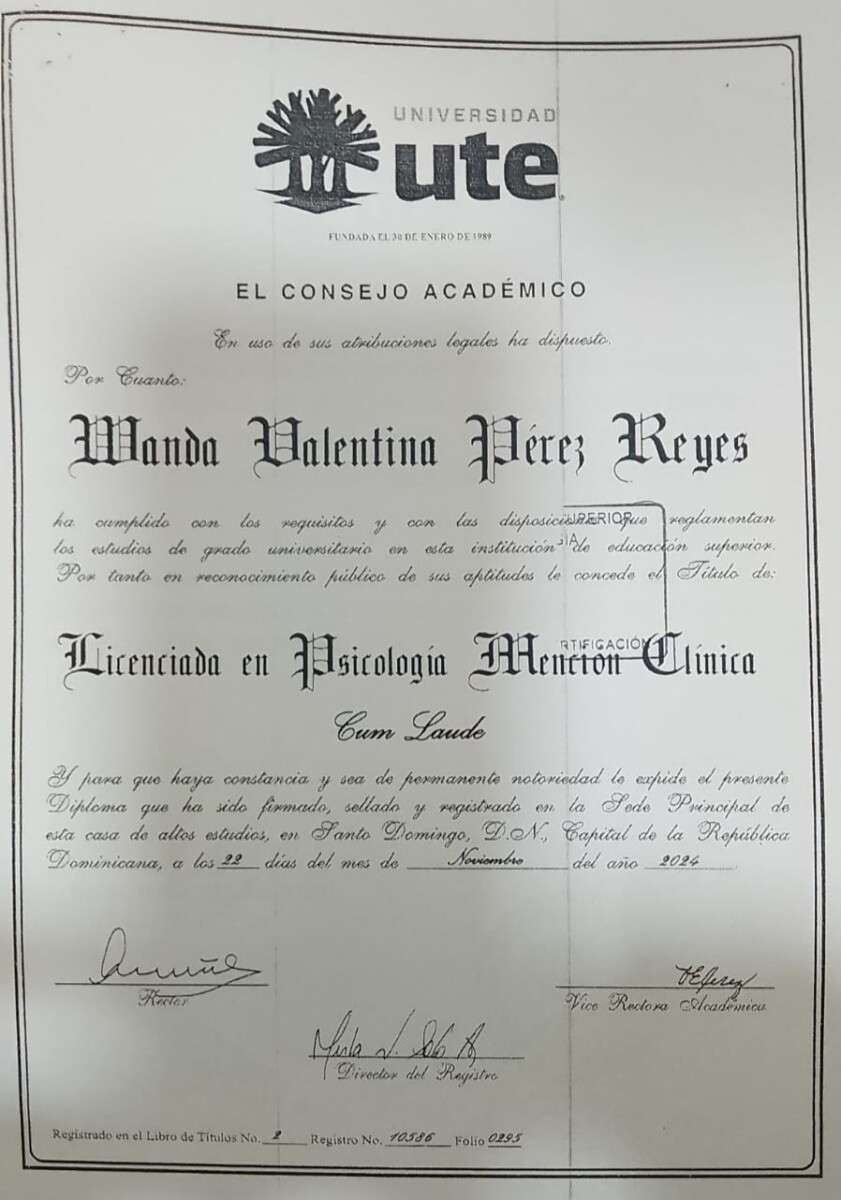 UNIVERSIDAD
ute
FUNDADA EL 30 DE ENERO DE 1989
EL CONSEJO ACADÉMICO
En uso de sus atribuciones legales ha dispuesto.
Por Cuanto:
Wanda Valentina Pérez Reyes
ha cumplido con los requisitos y con las disposiciones que reglamentan
los estudios de grado universitario en esta institución de educación superior.
Por tanto en reconocimiento público de sus aptitudes le concede el Título de:
UPERIOR
IA
RTIFICACIÓN
Licenciada en Psicología Mención Clínica
Cum Laude
Y para que haya constancia y sea de permanente notoriedad le expide el presente
Diploma que ha sido firmado, sellado y registrado en la Sede Principal de
esta casa de altos estudios, en Santo Domingo, D.N., Capital de la República
Dominicana, a los 22 días del mes de Noviembre del año 2024
Rector
Vice Rectora Académica
Director del Registro
Registrado en el Libro de Títulos No. 2 Registro No. 10586 Folio 0295